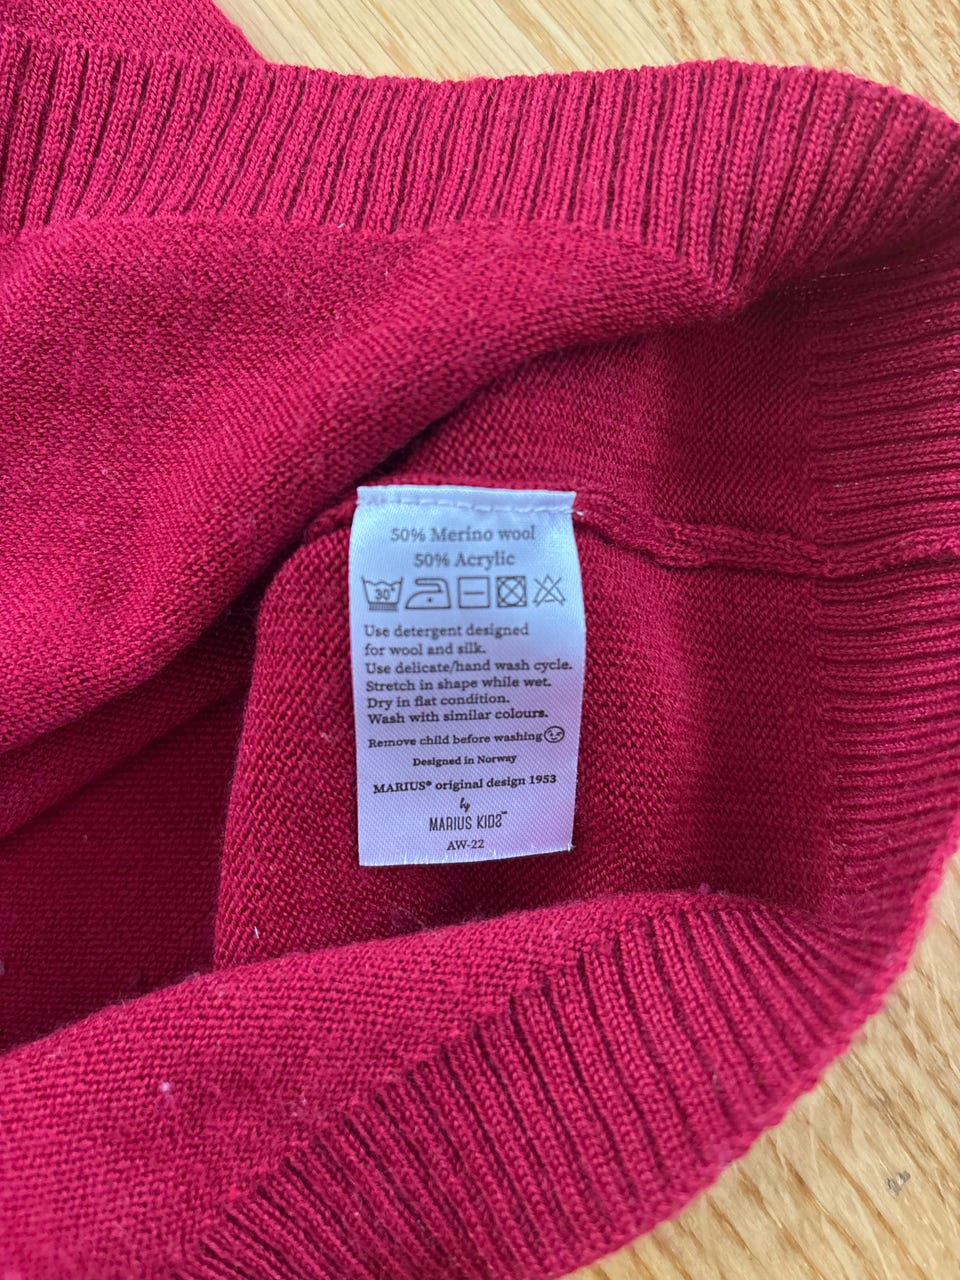 50% Merino wool
50% Acrylic
30°
Use detergent designed
for wool and silk.
Use delicate/hand wash cycle.
Stretch in shape while wet.
Dry in flat condition.
Wash with similar colours.
Remove child before washing
Designed in Norway
MARIUS® original design 1953
by
MARIUS KIDS™
AW-22